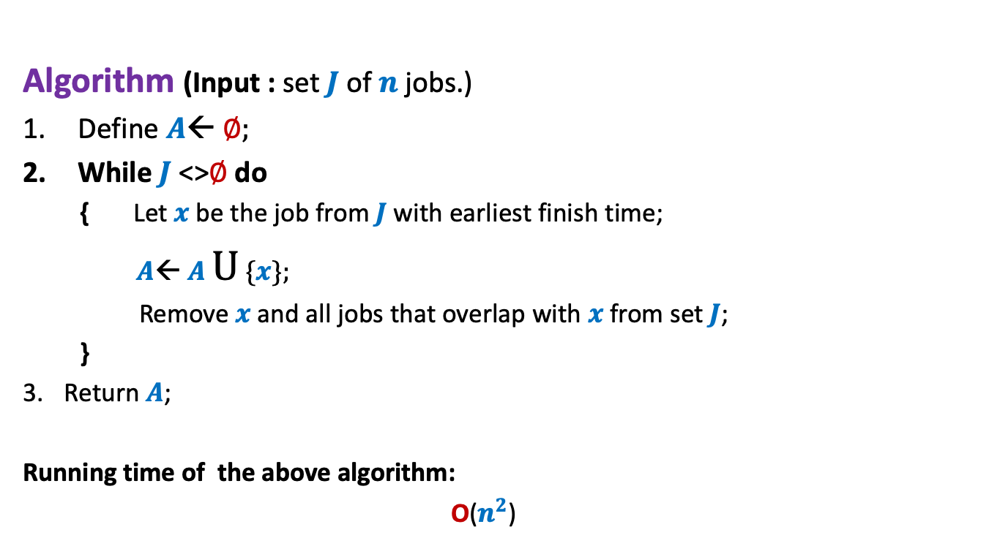 Algorithm (Input : set J of n jobs.)
1. Define A← ∅;
2. While J <>∅ do
{ Let x be the job from J with earliest finish time;
A← A ⋃ {x};
Remove x and all jobs that overlap with x from set J;
}
3. Return A;
Running time of the above algorithm:
O(n²)